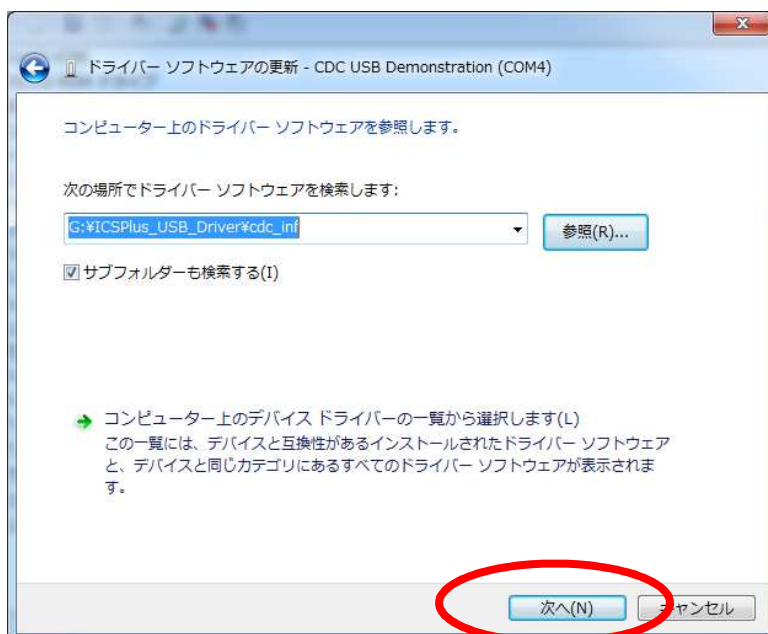 ドライバー ソフトウェアの更新 - CDC USB Demonstration (COM4)
コンピューター上のドライバー ソフトウェアを参照します。
次の場所でドライバー ソフトウェアを検索します:
G:¥ICSPlus_USB_Driver¥cdc_inf
参照(R)...
サブフォルダーも検索する(I)
コンピューター上のデバイス ドライバーの一覧から選択します(L)
この一覧には、デバイスと互換性があるインストールされたドライバー ソフトウェア
と、デバイスと同じカテゴリにあるすべてのドライバー ソフトウェアが表示されま
す。
次へ(N)
キャンセル